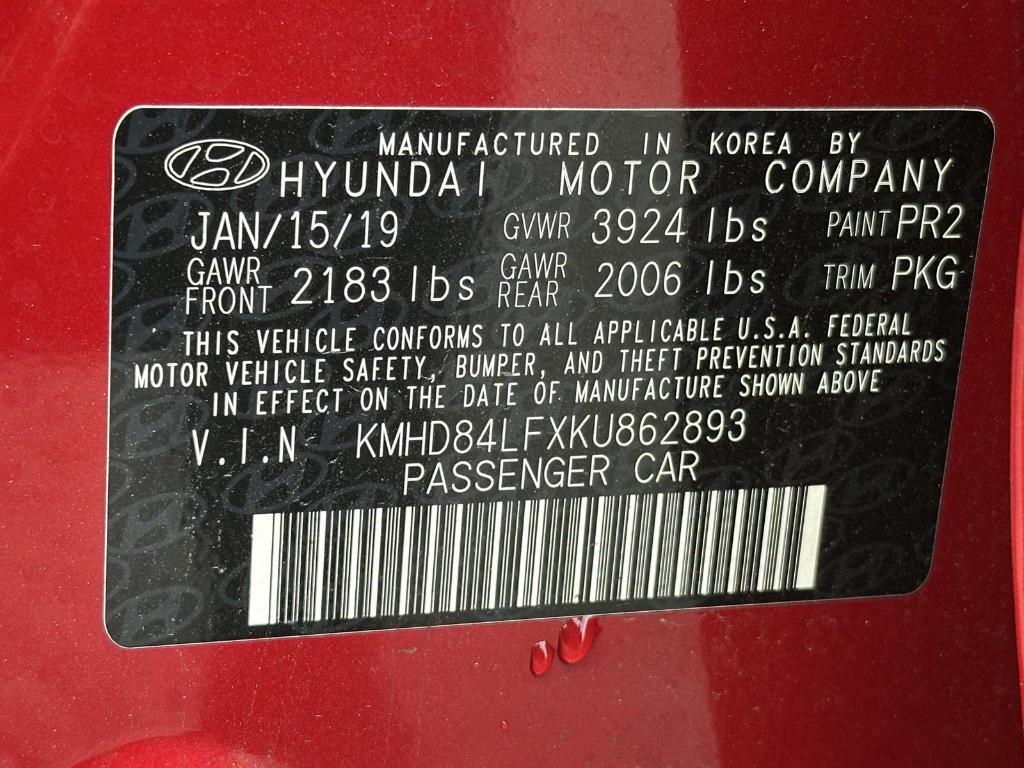 MANUFACTURED IN KOREA BY
HYUNDAI MOTOR COMPANY
JAN/15/19 GVWR 3924 lbs PAINT PR2
GAWR FRONT 2183 lbs GAWR REAR 2006 lbs TRIM PKG
THIS VEHICLE CONFORMS TO ALL APPLICABLE U.S.A. FEDERAL
MOTOR VEHICLE SAFETY, BUMPER, AND THEFT PREVENTION STANDARDS
IN EFFECT ON THE DATE OF MANUFACTURE SHOWN ABOVE
V.I.N KMHD84LFXKU862893
PASSENGER CAR